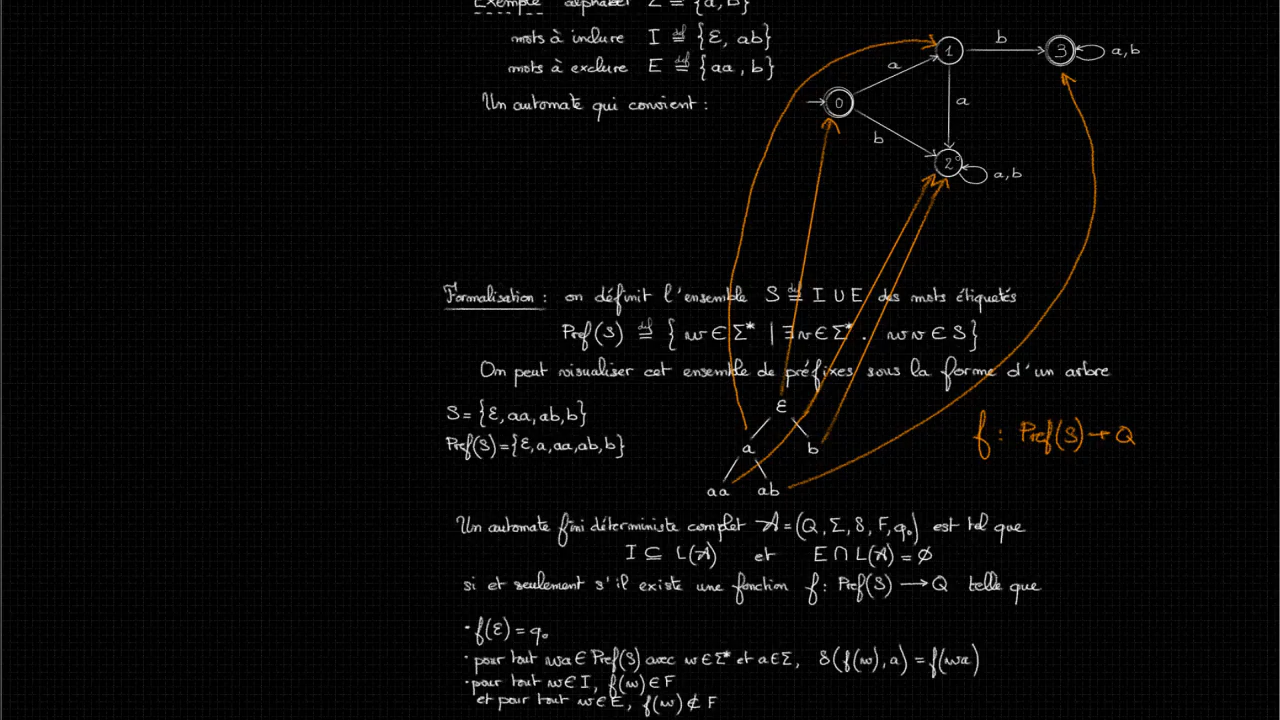 Exemple alphabet Σ ≝ {a, b}
mots à inclure I ≝ {ε, ab}
mots à exclure E ≝ {aa, b}
Un automate qui convient :
1
b
3
a,b
a
0
a
b
2
a,b
Formalisation : on définit l'ensemble S ≝ I ∪ E des mots étiquetés
Pref(S) ≝ { w ∈ Σ* | ∃v ∈ Σ* . wv ∈ S}
On peut visualiser cet ensemble de préfixes sous la forme d'un arbre
S = {ε, aa, ab, b}
Pref(S) = {ε, a, aa, ab, b}
ε
a b
aa ab
f : Pref(S) → Q
Un automate fini déterministe complet A = (Q, Σ, δ, F, q₀) est tel que
I ⊆ L(A) et E ∩ L(A) = ∅
si et seulement s'il existe une fonction f : Pref(S) → Q telle que
· f(ε) = q₀
· pour tout wa ∈ Pref(S) avec w ∈ Σ* et a ∈ Σ, δ(f(w), a) = f(wa)
· pour tout w ∈ I, f(w) ∈ F
et pour tout w ∈ E, f(w) ∉ F